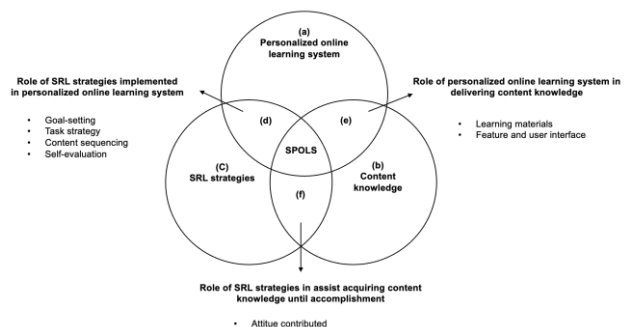 (a)
Personalized online
learning system
Role of SRL strategies implemented
in personalized online learning system
• Goal-setting
• Task strategy
• Content sequencing
• Self-evaluation
Role of personalized online learning system in
delivering content knowledge
• Learning materials
• Feature and user interface
(d)
(e)
SPOLS
(C)
SRL strategies
(b)
Content
knowledge
(f)
Role of SRL strategies in assist acquiring content
knowledge until accomplishment
• Attitue contributed